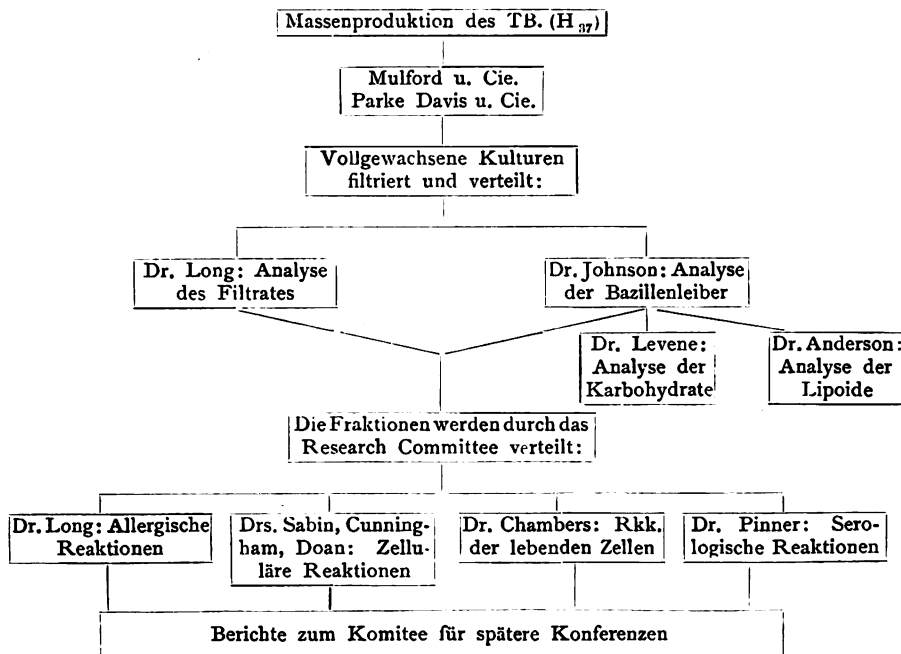 Massenproduktion des TB. (H₃₇)
Mulford u. Cie.
Parke Davis u. Cie.
Vollgewachsene Kulturen
filtriert und verteilt:
Dr. Long: Analyse
des Filtrates
Dr. Johnson: Analyse
der Bazillenleiber
Dr. Levene:
Analyse der
Karbohydrate
Dr. Anderson:
Analyse der
Lipoide
Die Fraktionen werden durch das
Research Committee verteilt:
Dr. Long: Allergische
Reaktionen
Drs. Sabin, Cunning-
ham, Doan: Zellu-
läre Reaktionen
Dr. Chambers: Rkk.
der lebenden Zellen
Dr. Pinner: Sero-
logische Reaktionen
Berichte zum Komitee für spätere Konferenzen